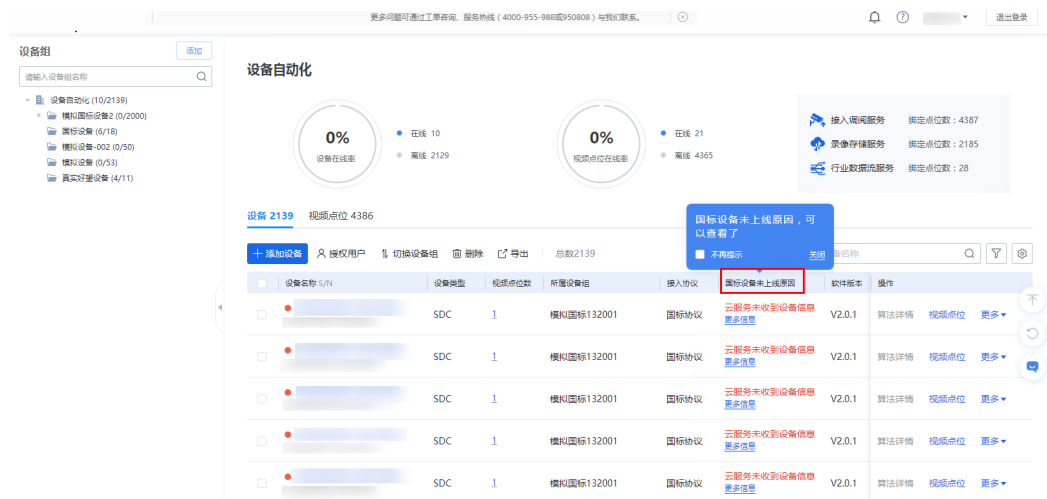 更多问题可通过工单咨询、服务热线（4000-955-988或950808）与我们联系。
退出登录
设备组
添加
请输入设备组名称
设备自动化 (10/2139)
模拟国标设备2 (0/2000)
国标设备 (6/18)
模拟设备-002 (0/50)
模拟设备 (0/53)
真实好望设备 (4/11)
设备自动化
0%
设备在线率
在线 10
离线 2129
0%
视频点位在线率
在线 21
离线 4365
接入调阅服务 绑定点位数：4387
录像存储服务 绑定点位数：2185
行业数据流服务 绑定点位数：28
设备 2139 视频点位 4386
国标设备未上线原因，可
以查看了
不再提示 关闭
+ 添加设备 授权用户 切换设备组 删除 导出 总数2139 备名称
设备名称 S/N 设备类型 视频点位数 所属设备组 接入协议 国标设备未上线原因 软件版本 操作
SDC 1 模拟国标132001 国标协议 云服务未收到设备信息 V2.0.1 算法详情 视频点位 更多
更多信息
SDC 1 模拟国标132001 国标协议 云服务未收到设备信息 V2.0.1 算法详情 视频点位 更多
更多信息
SDC 1 模拟国标132001 国标协议 云服务未收到设备信息 V2.0.1 算法详情 视频点位 更多
更多信息
SDC 1 模拟国标132001 国标协议 云服务未收到设备信息 V2.0.1 算法详情 视频点位 更多
更多信息
SDC 1 模拟国标132001 国标协议 云服务未收到设备信息 V2.0.1 算法详情 视频点位 更多
更多信息